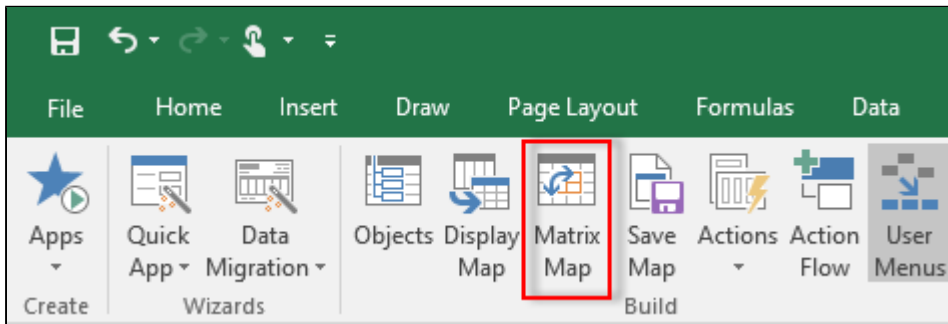 File Home Insert Draw Page Layout Formulas Data
Apps Quick Data Objects Display Matrix Save Actions Action User
App Migration Map Map Map Flow Menus
Create Wizards Build